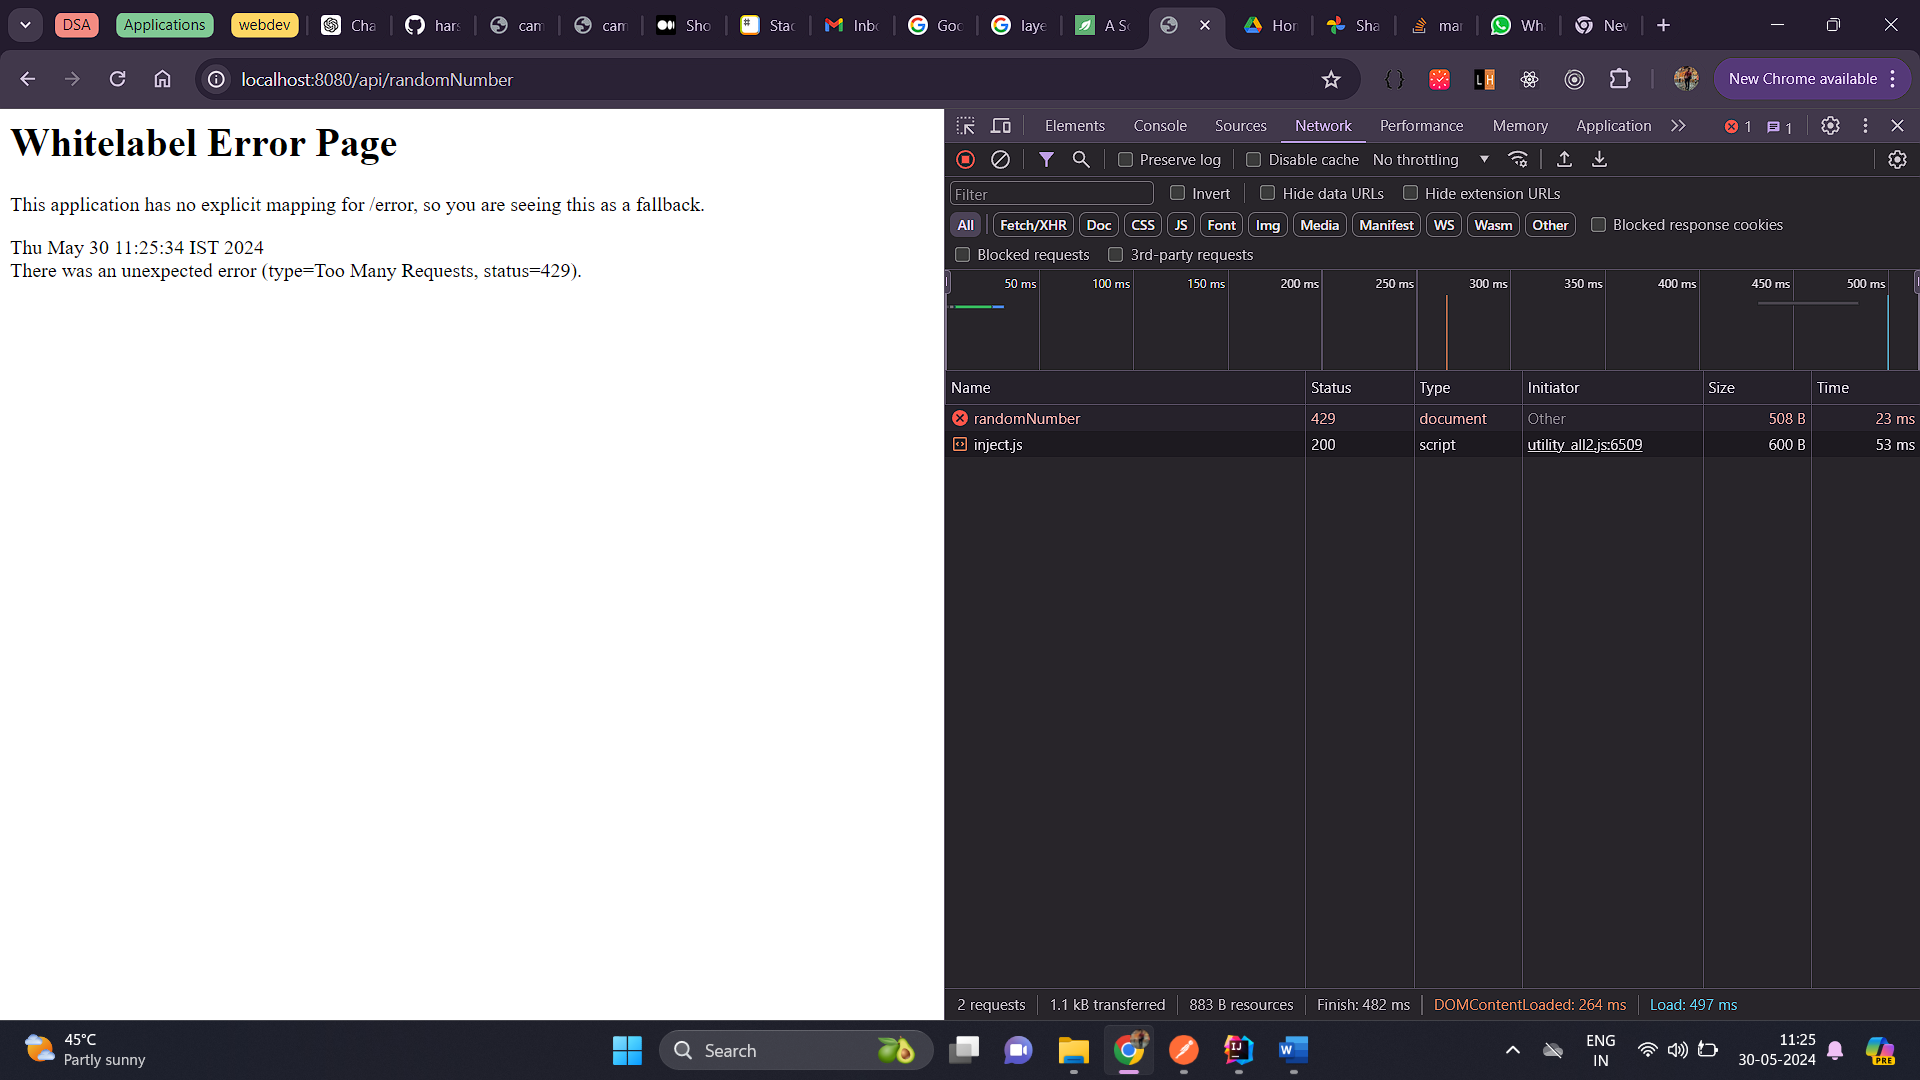 DSA
Applications
webdev
Cha
hars
cam
cam
Sho
Stac
Inbo
Goo
laye
A Sc
Hon
Sha
mar
Wh
Nev
localhost:8080/api/randomNumber
New Chrome available
Whitelabel Error Page
This application has no explicit mapping for /error, so you are seeing this as a fallback.
Thu May 30 11:25:34 IST 2024
There was an unexpected error (type=Too Many Requests, status=429).
Elements Console Sources Network Performance Memory Application 1 1
Preserve log Disable cache No throttling
Filter Invert Hide data URLs Hide extension URLs
All Fetch/XHR Doc CSS JS Font Img Media Manifest WS Wasm Other Blocked response cookies
Blocked requests 3rd-party requests
50 ms 100 ms 150 ms 200 ms 250 ms 300 ms 350 ms 400 ms 450 ms 500 ms
Name Status Type Initiator Size Time
randomNumber 429 document Other 508 B 23 ms
inject.js 200 script utility_all2.js:6509 600 B 53 ms
2 requests 1.1 kB transferred 883 B resources Finish: 482 ms DOMContentLoaded: 264 ms Load: 497 ms
45°C
Partly sunny
Search
ENG
IN
11:25
30-05-2024
PRE